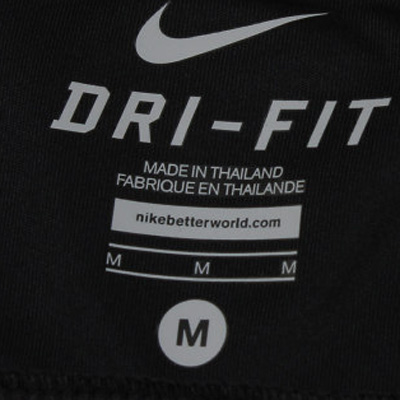 DRI-FIT
MADE IN THAILAND
FABRIQUE EN THAILANDE
nikebetterworld.com
M M M
M